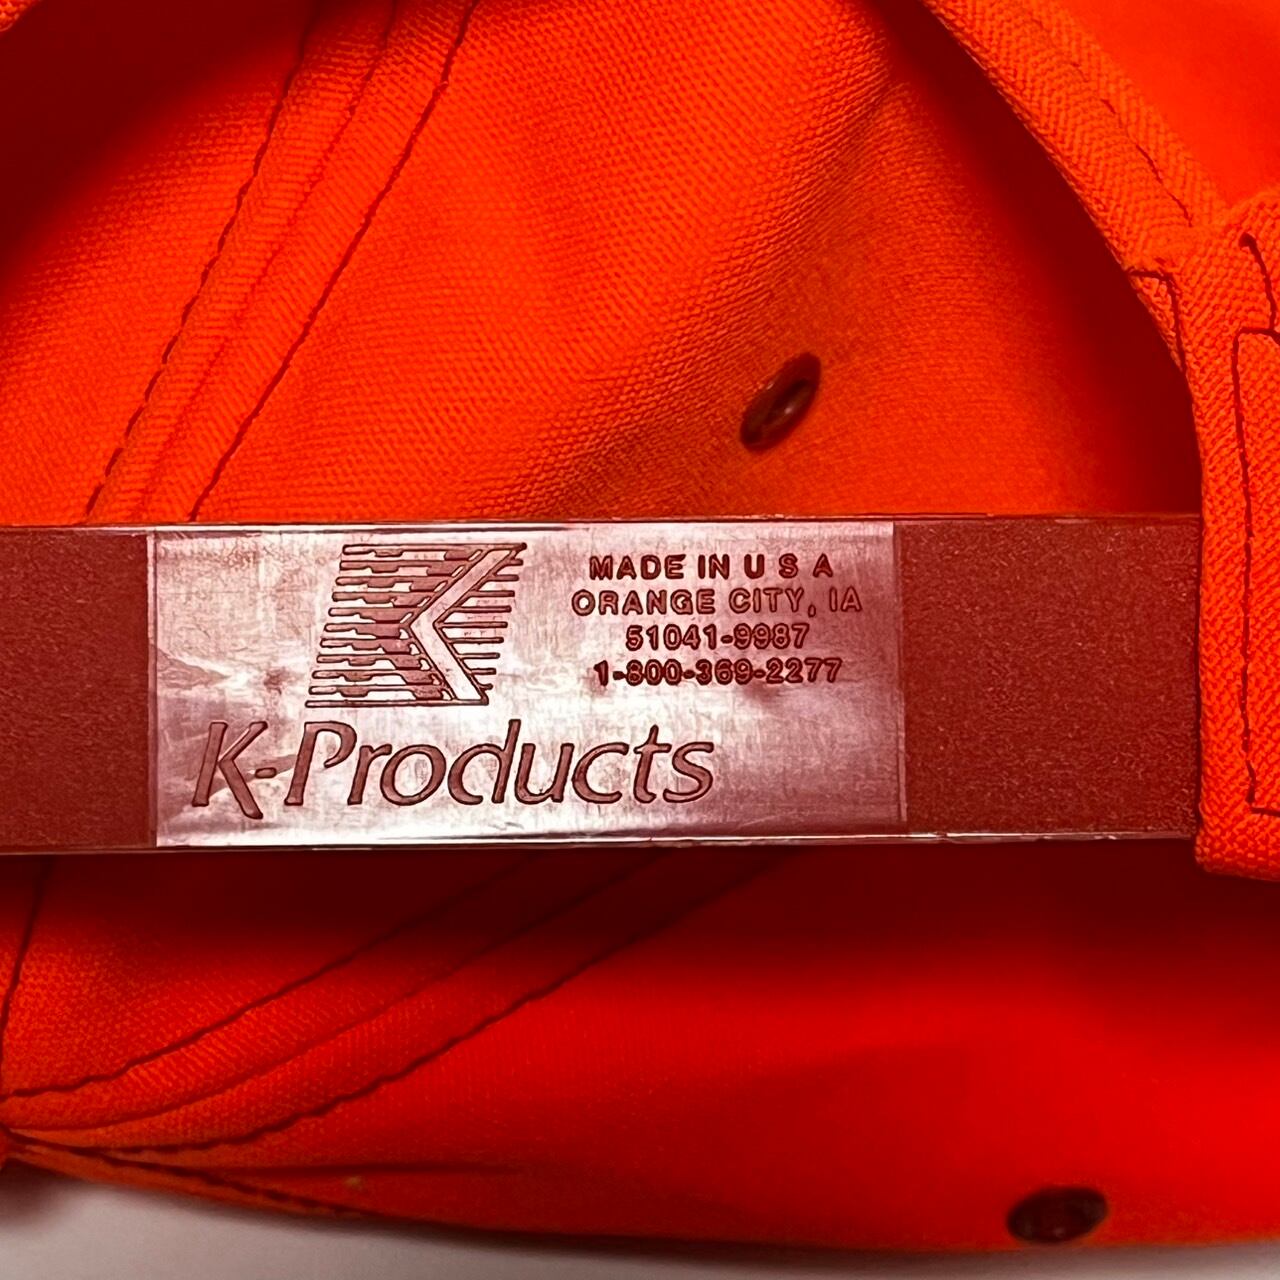 MADE IN U S A
ORANGE CITY, IA
51041-9987
1-800-369-2277
K-Products